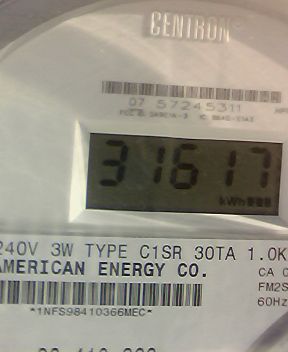 CENTRON
07 57245311
31617
kWh
240V 3W TYPE C1SR 30TA 1.0K
AMERICAN ENERGY CO.
CA
FM2S
60Hz
*1NFS98410366MEC*